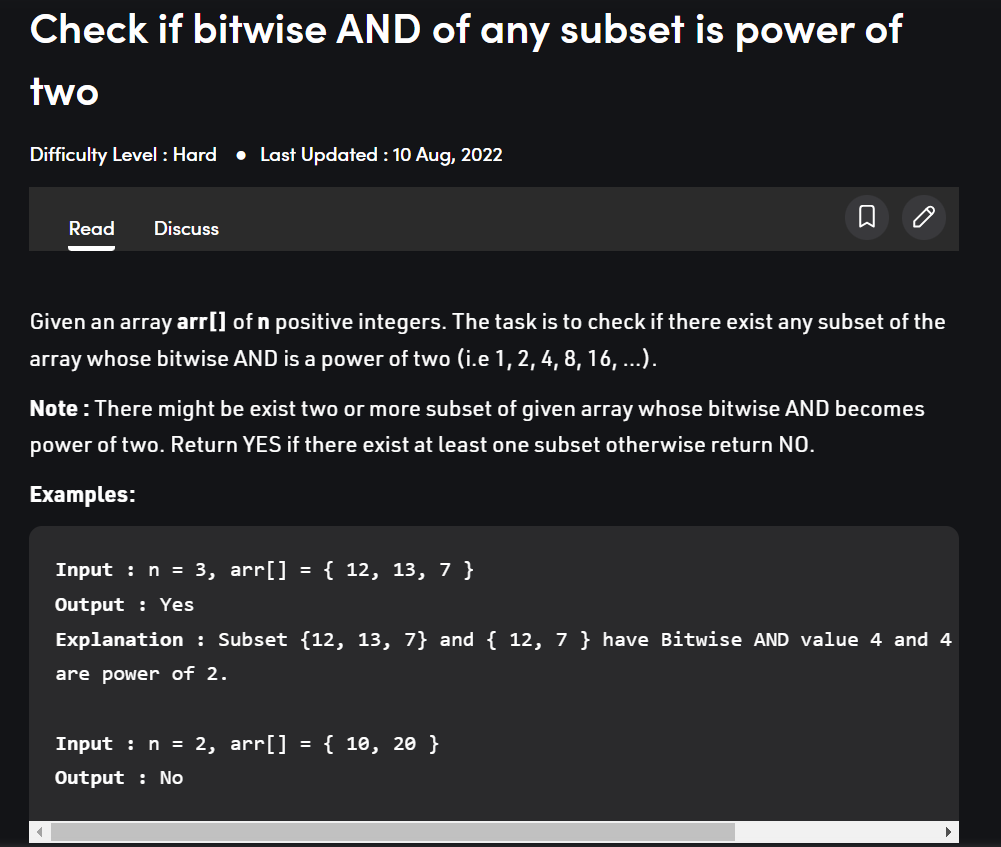 Check if bitwise AND of any subset is power of
two
Difficulty Level : Hard ● Last Updated : 10 Aug, 2022
Read Discuss
Given an array arr[] of n positive integers. The task is to check if there exist any subset of the
array whose bitwise AND is a power of two (i.e 1, 2, 4, 8, 16, …).
Note : There might be exist two or more subset of given array whose bitwise AND becomes
power of two. Return YES if there exist at least one subset otherwise return NO.
Examples:
Input : n = 3, arr[] = { 12, 13, 7 }
Output : Yes
Explanation : Subset {12, 13, 7} and { 12, 7 } have Bitwise AND value 4 and 4
are power of 2.
Input : n = 2, arr[] = { 10, 20 }
Output : No